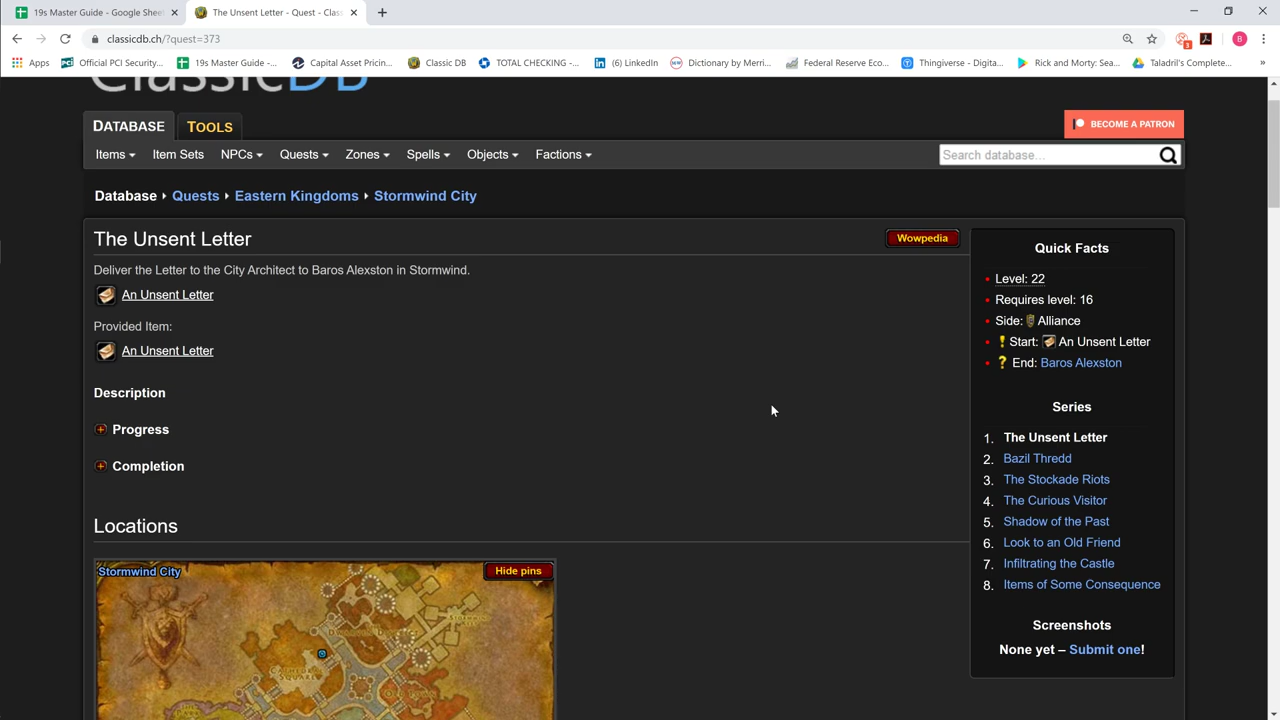 19s Master Guide - Google Sheet
The Unsent Letter - Quest - Clas
classicdb.ch/?quest=373
3
B
Apps
Official PCI Security...
19s Master Guide -...
Capital Asset Pricin...
Classic DB
TOTAL CHECKING -...
(6) LinkedIn
Dictionary by Merri...
Federal Reserve Eco...
Thingiverse - Digita...
Rick and Morty: Sea...
Taladril's Complete...
»
ClassicDB
DATABASE
TOOLS
BECOME A PATRON
Items
Item Sets
NPCs
Quests
Zones
Spells
Objects
Factions
Search database...
Database › Quests › Eastern Kingdoms › Stormwind City
The Unsent Letter
Wowpedia
Deliver the Letter to the City Architect to Baros Alexston in Stormwind.
An Unsent Letter
Provided Item:
An Unsent Letter
Description
Progress
Completion
Locations
Stormwind City
Hide pins
CATHEDRAL
SQUARE
OLD TOWN
Quick Facts
Level: 22
Requires level: 16
Side: Alliance
Start: An Unsent Letter
End: Baros Alexston
Series
1. The Unsent Letter
2. Bazil Thredd
3. The Stockade Riots
4. The Curious Visitor
5. Shadow of the Past
6. Look to an Old Friend
7. Infiltrating the Castle
8. Items of Some Consequence
Screenshots
None yet – Submit one!